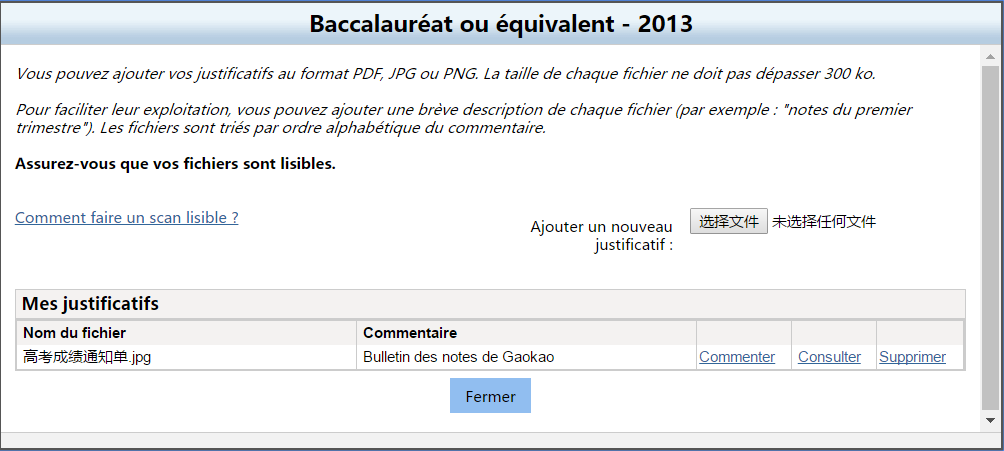 Baccalauréat ou équivalent - 2013
Vous pouvez ajouter vos justificatifs au format PDF, JPG ou PNG. La taille de chaque fichier ne doit pas dépasser 300 ko.
Pour faciliter leur exploitation, vous pouvez ajouter une brève description de chaque fichier (par exemple : "notes du premier
trimestre"). Les fichiers sont triés par ordre alphabétique du commentaire.
Assurez-vous que vos fichiers sont lisibles.
Comment faire un scan lisible ?
Ajouter un nouveau
justificatif :
选择文件 未选择任何文件
Mes justificatifs
Nom du fichier Commentaire
高考成绩通知单.jpg Bulletin des notes de Gaokao Commenter Consulter Supprimer
Fermer